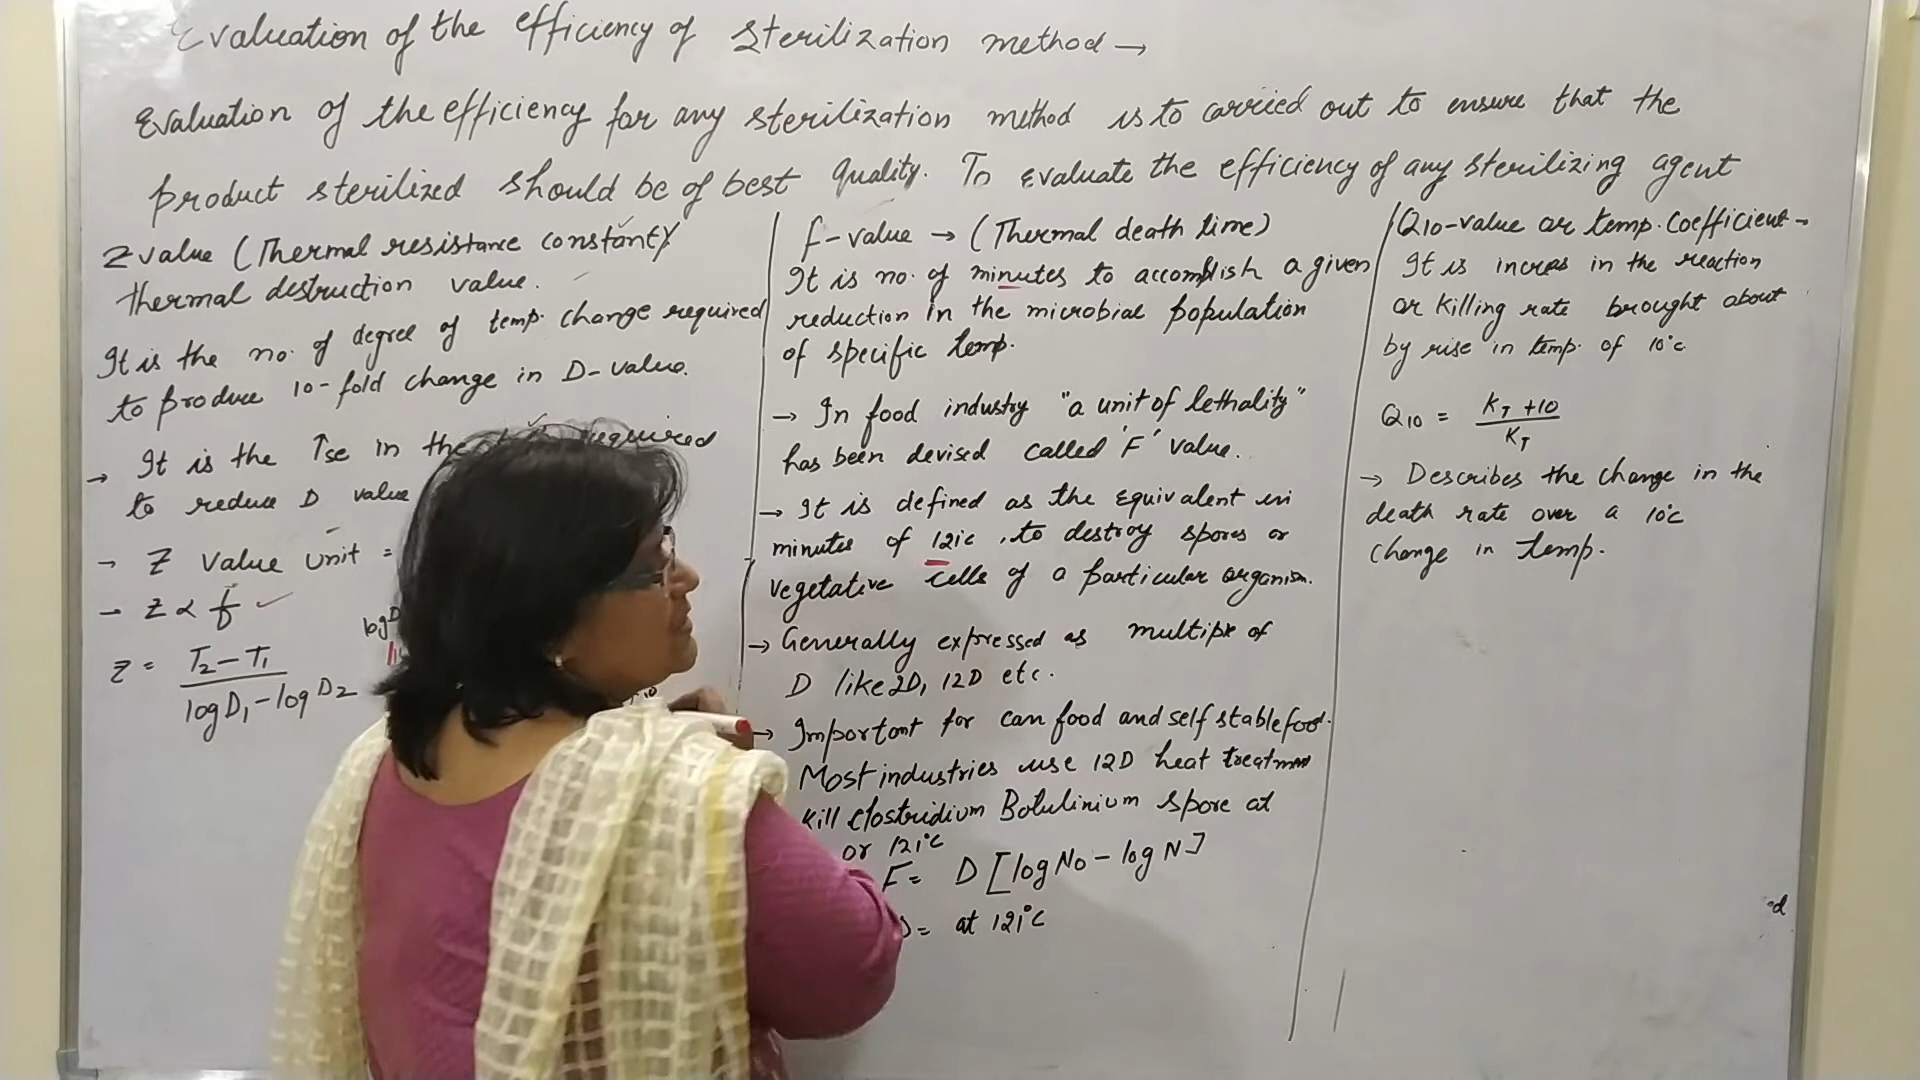 Evaluation of the efficiency of sterilization method →
Evaluation of the efficiency for any sterilization method is to carried out to ensure that the
product sterilized should be of best quality. To evaluate the efficiency of any sterilizing agent
Z value (Thermal resistance constant)
thermal destruction value.
It is the no. of degree of temp. change required
to produce 10-fold change in D-value.
→ It is the ↑se in the required
to reduce D value
→ Z value unit =
→ Z ∝ 1/D
log D
Z = T2 - T1 / log D1 - log D2
F-value → (Thermal death time)
It is no. of minutes to accomplish a given
reduction in the microbial population
of specific temp.
→ In food industry "a unit of lethality"
has been devised called 'F' value.
→ It is defined as the equivalent in
minutes of 121c, to destroy spores or
vegetative cells of a particular organism.
→ Generally expressed as multiple of
D like 2D, 12D etc.
→ Important for can food and self stable food.
Most industries use 12D heat treatment
kill Clostridium Botulinium spore at
or 121°C
F = D [log No - log N]
D = at 121°C
Q10-value or temp. Coefficient -
It is increas in the reaction
or killing rate brought about
by rise in temp. of 10°c
Q10 = KT +10 / KT
→ Describes the change in the
death rate over a 10°c
change in temp.